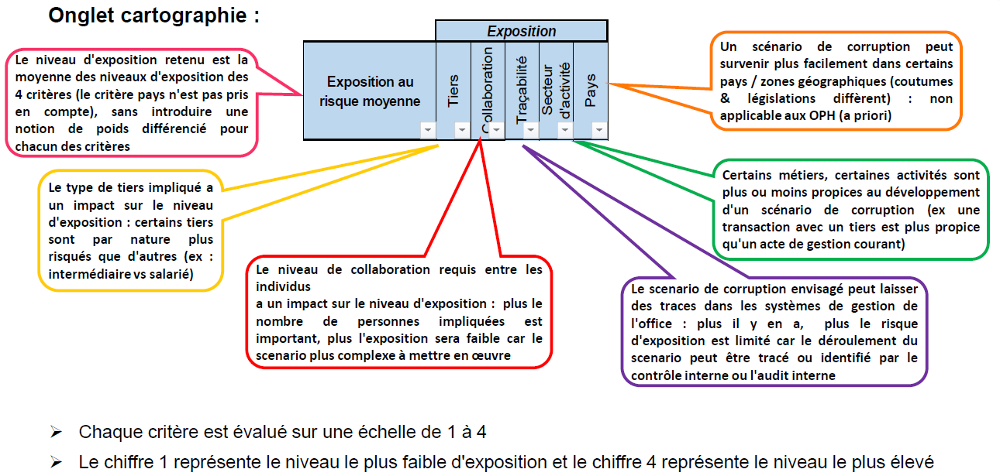 Onglet cartographie :
Le niveau d'exposition retenu est la
moyenne des niveaux d'exposition des
4 critères (le critère pays n'est pas pris
en compte), sans introduire une
notion de poids différencié pour
chacun des critères
Exposition
Exposition au
risque moyenne
Tiers
Collaboration
Traçabilité
Secteur
d'activité
Pays
Un scénario de corruption peut
survenir plus facilement dans certains
pays / zones géographiques (coutumes
& législations diffèrent) : non
applicable aux OPH (a priori)
Le type de tiers impliqué a
un impact sur le niveau
d'exposition : certains tiers
sont par nature plus
risqués que d'autres (ex :
intermédiaire vs salarié)
Le niveau de collaboration requis entre les
individus
a un impact sur le niveau d'exposition : plus le
nombre de personnes impliquées est
important, plus l'exposition sera faible car le
scenario plus complexe à mettre en œuvre
Certains métiers, certaines activités sont
plus ou moins propices au développement
d'un scénario de corruption (ex une
transaction avec un tiers est plus propice
qu'un acte de gestion courant)
Le scenario de corruption envisagé peut laisser
des traces dans les systèmes de gestion de
l'office : plus il y en a, plus le risque
d'exposition est limité car le déroulement du
scenario peut être tracé ou identifié par le
contrôle interne ou l'audit interne
➢ Chaque critère est évalué sur une échelle de 1 à 4
➢ Le chiffre 1 représente le niveau le plus faible d'exposition et le chiffre 4 représente le niveau le plus élevé